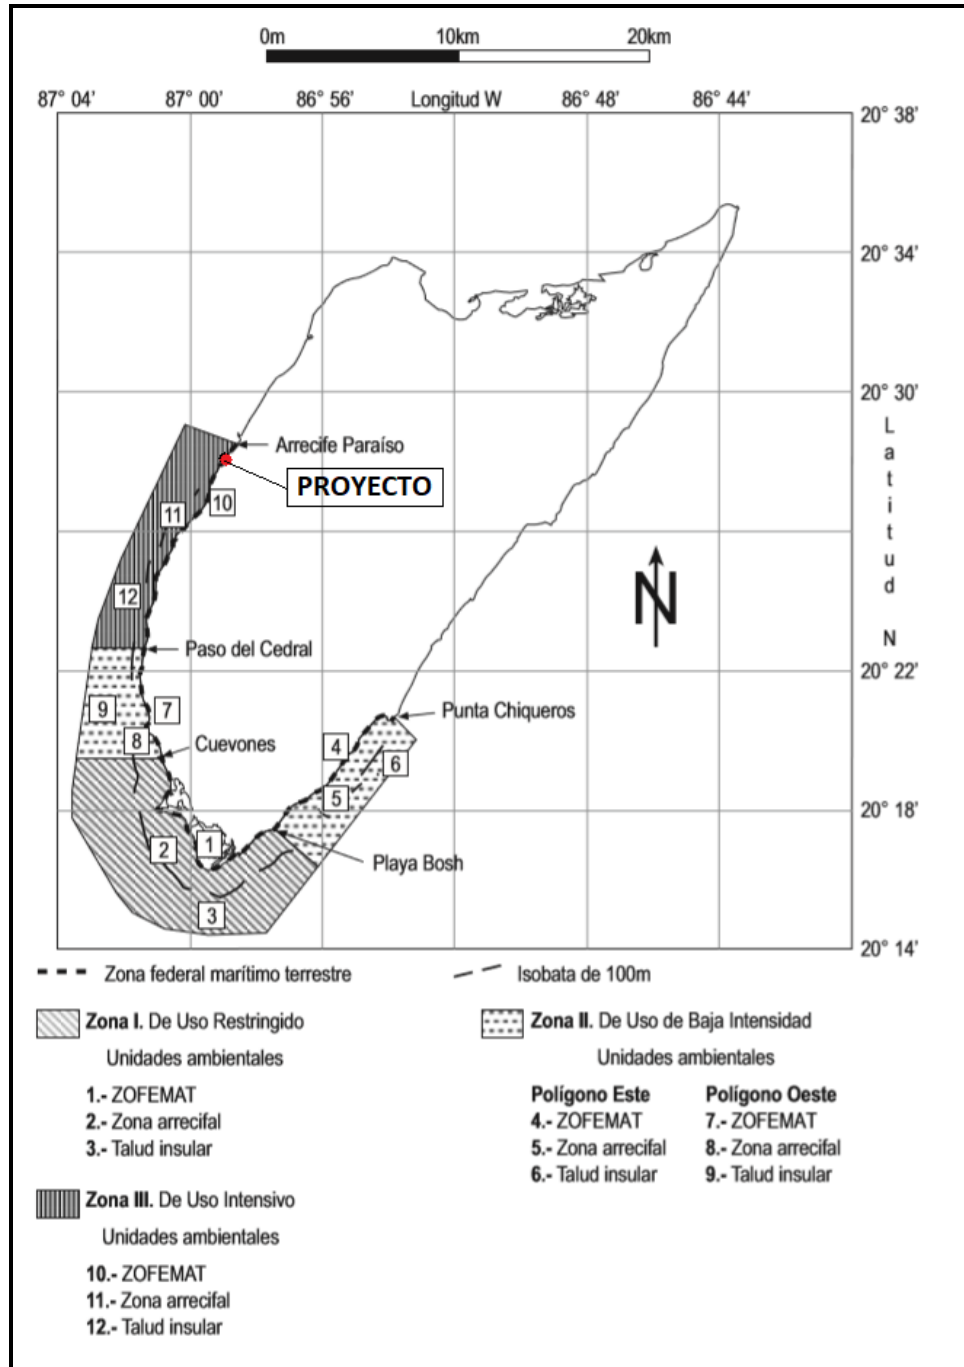 0m 10km 20km
87° 04' 87° 00' 86° 56' Longitud W 86° 48' 86° 44'
20° 38'
20° 34'
20° 30'
Latitud N
Arrecife Paraíso
PROYECTO
10
11
12
Paso del Cedral
20° 22'
9
7
Punta Chiqueros
8
Cuevones
4
6
5
20° 18'
1
2
Playa Bosh
3
N
20° 14'
Zona federal marítimo terrestre Isobata de 100m
Zona I. De Uso Restringido
Unidades ambientales
1.- ZOFEMAT
2.- Zona arrecifal
3.- Talud insular
Zona II. De Uso de Baja Intensidad
Unidades ambientales
Polígono Este Polígono Oeste
4.- ZOFEMAT 7.- ZOFEMAT
5.- Zona arrecifal 8.- Zona arrecifal
6.- Talud insular 9.- Talud insular
Zona III. De Uso Intensivo
Unidades ambientales
10.- ZOFEMAT
11.- Zona arrecifal
12.- Talud insular